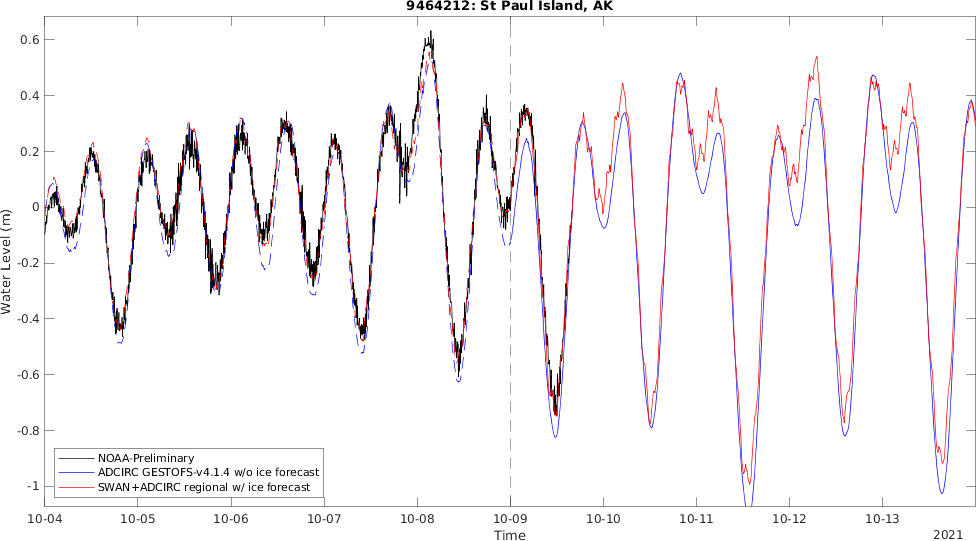 9464212: St Paul Island, AK
0.6
0.4
0.2
0
-0.2
-0.4
-0.6
-0.8
-1
Water Level (m)
NOAA-Preliminary
ADCIRC GESTOFS-v4.1.4 w/o ice forecast
SWAN+ADCIRC regional w/ ice forecast
10-04 10-05 10-06 10-07 10-08 10-09 10-10 10-11 10-12 10-13
Time
2021